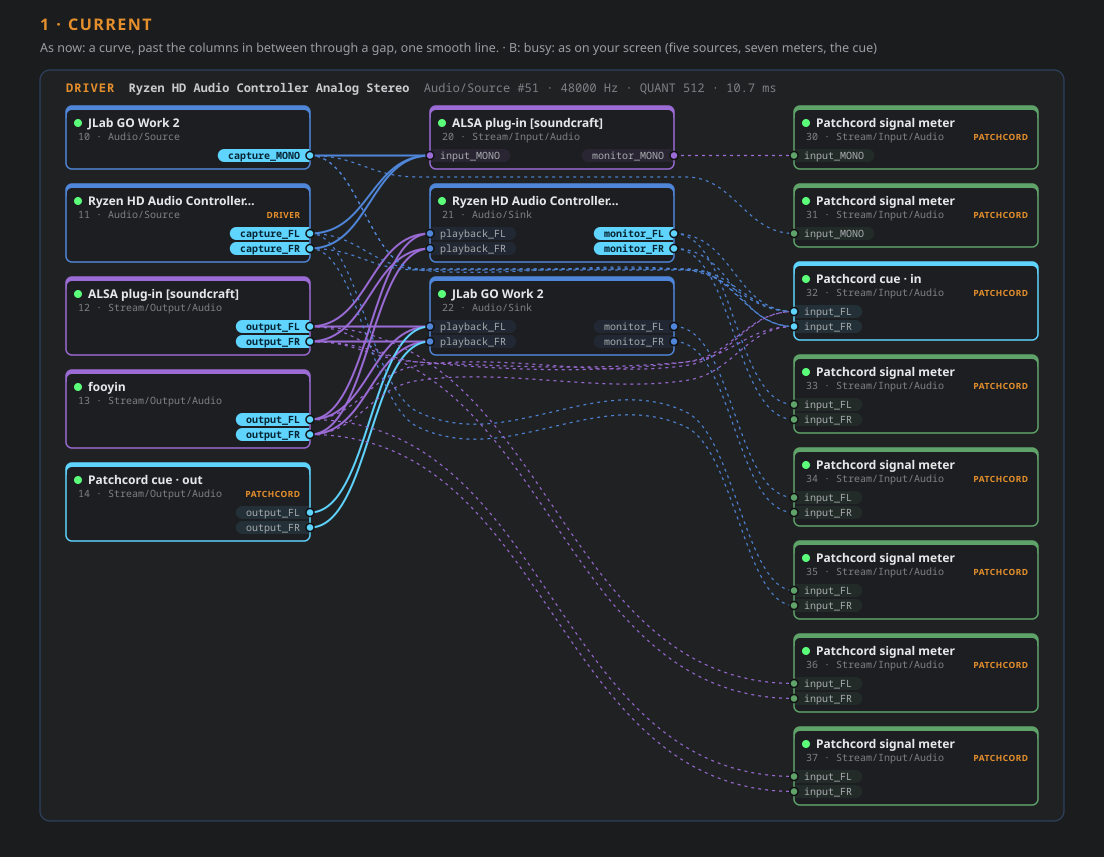 1 · CURRENT
As now: a curve, past the columns in between through a gap, one smooth line. · B: busy: as on your screen (five sources, seven meters, the cue)
DRIVER Ryzen HD Audio Controller Analog Stereo Audio/Source #51 · 48000 Hz · QUANT 512 · 10.7 ms
JLab GO Work 2
10 · Audio/Source
capture_MONO
Ryzen HD Audio Controller...
11 · Audio/Source
DRIVER
capture_FL
capture_FR
ALSA plug-in [soundcraft]
12 · Stream/Output/Audio
output_FL
output_FR
fooyin
13 · Stream/Output/Audio
output_FL
output_FR
Patchcord cue · out
14 · Stream/Output/Audio
PATCHCORD
output_FL
output_FR
ALSA plug-in [soundcraft]
20 · Stream/Input/Audio
input_MONO
monitor_MONO
Ryzen HD Audio Controller...
21 · Audio/Sink
playback_FL
monitor_FL
playback_FR
monitor_FR
JLab GO Work 2
22 · Audio/Sink
playback_FL
monitor_FL
playback_FR
monitor_FR
Patchcord signal meter
30 · Stream/Input/Audio
PATCHCORD
input_MONO
Patchcord signal meter
31 · Stream/Input/Audio
PATCHCORD
input_MONO
Patchcord cue · in
32 · Stream/Input/Audio
PATCHCORD
input_FL
input_FR
Patchcord signal meter
33 · Stream/Input/Audio
PATCHCORD
input_FL
input_FR
Patchcord signal meter
34 · Stream/Input/Audio
PATCHCORD
input_FL
input_FR
Patchcord signal meter
35 · Stream/Input/Audio
PATCHCORD
input_FL
input_FR
Patchcord signal meter
36 · Stream/Input/Audio
PATCHCORD
input_FL
input_FR
Patchcord signal meter
37 · Stream/Input/Audio
PATCHCORD
input_FL
input_FR